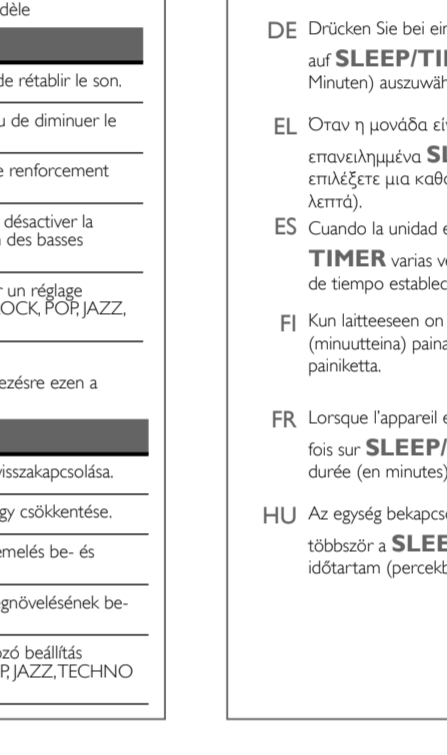 dèle
de rétablir le son.
u de diminuer le
e renforcement
désactiver la
n des basses
r un réglage
OCK, POP, JAZZ,
ezésre ezen a
visszakapcsolása.
gy csökkentése.
emelés be- és
egnövelésének be-
ozó beállítás
P, JAZZ, TECHNO
DE Drücken Sie bei ein
auf SLEEP/TI
Minuten) auszuwäh
EL Όταν η μονάδα εί
επανειλημμένα SL
επιλέξετε μια καθο
λεπτά).
ES Cuando la unidad e
TIMER varias ve
de tiempo establec
FI Kun laitteeseen on
(minuutteina) paina
painiketta.
FR Lorsque l'appareil e
fois sur SLEEP/
durée (en minutes)
HU Az egység bekapcso
többször a SLEE
időtartam (percekb